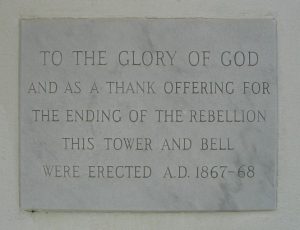 TO THE GLORY OF GOD
AND AS A THANK OFFERING FOR
THE ENDING OF THE REBELLION
THIS TOWER AND BELL
WERE ERECTED A.D. 1867-68